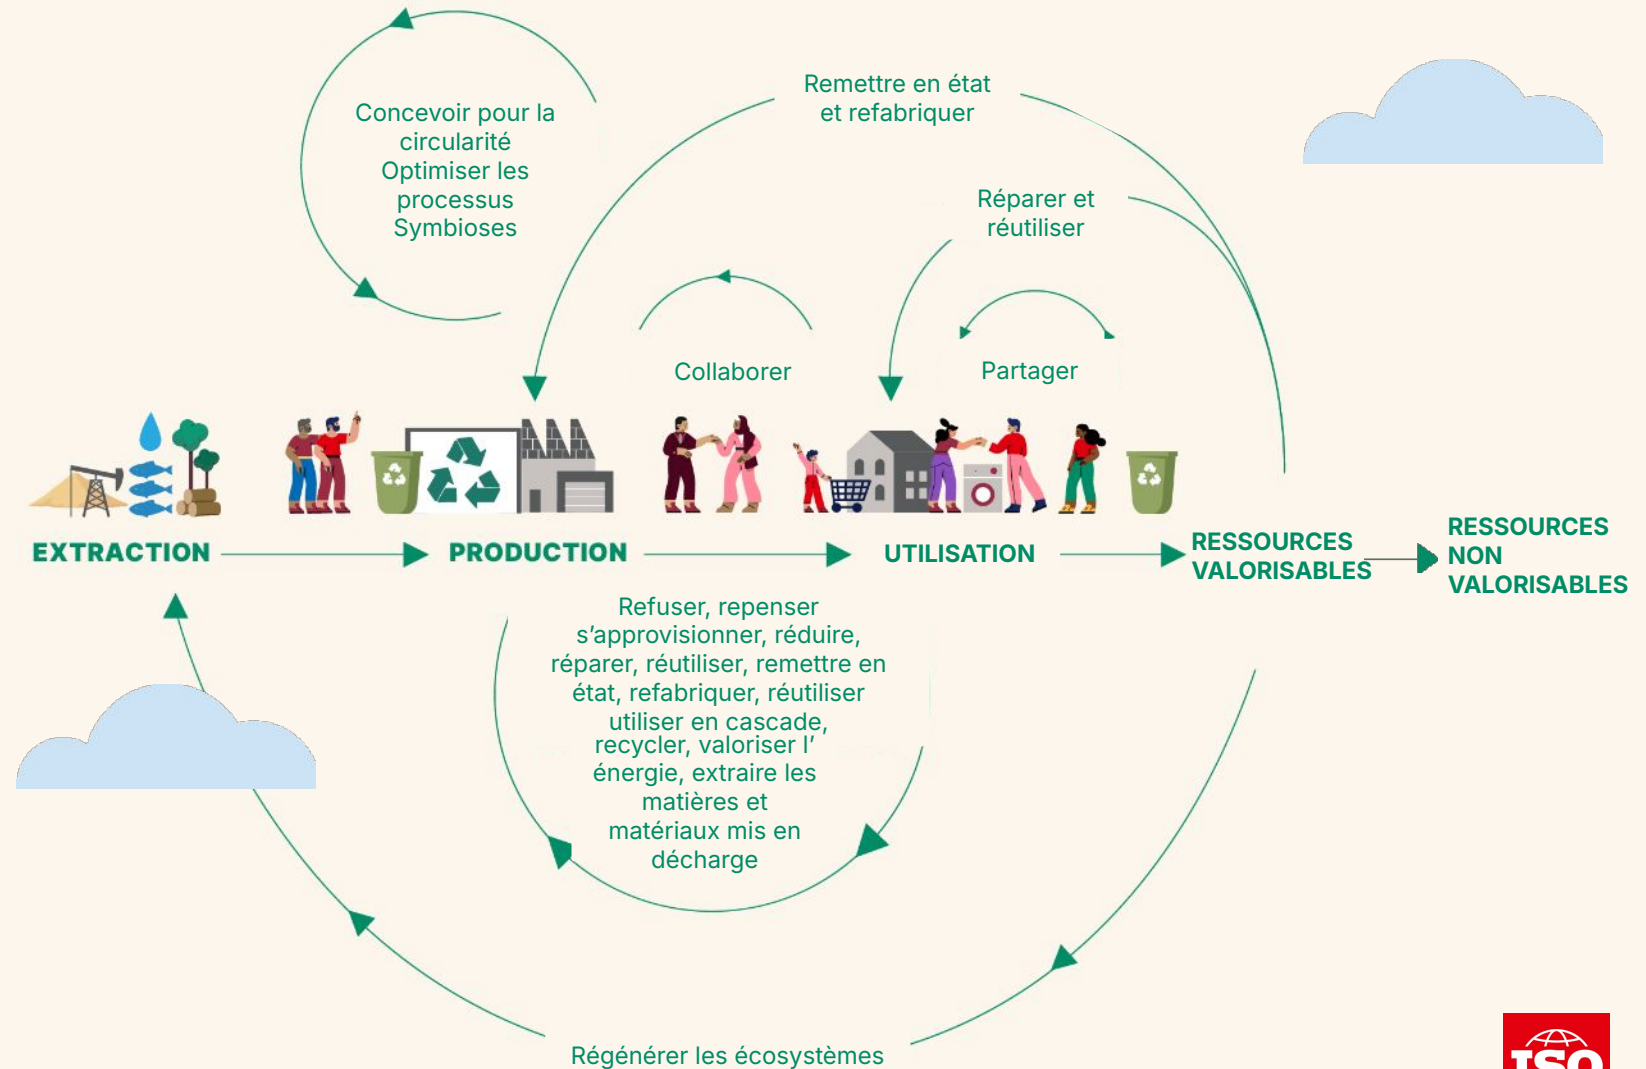 Concevoir pour la
circularité
Optimiser les
processus
Symbioses
Remettre en état
et refabriquer
Réparer et
réutiliser
Collaborer
Partager
EXTRACTION
PRODUCTION
UTILISATION
RESSOURCES
VALORISABLES
RESSOURCES
NON
VALORISABLES
Refuser, repenser
s’approvisionner, réduire,
réparer, réutiliser, remettre en
état, refabriquer, réutiliser
utiliser en cascade,
recycler, valoriser l’
énergie, extraire les
matières et
matériaux mis en
décharge
Régénérer les écosystèmes
ISO